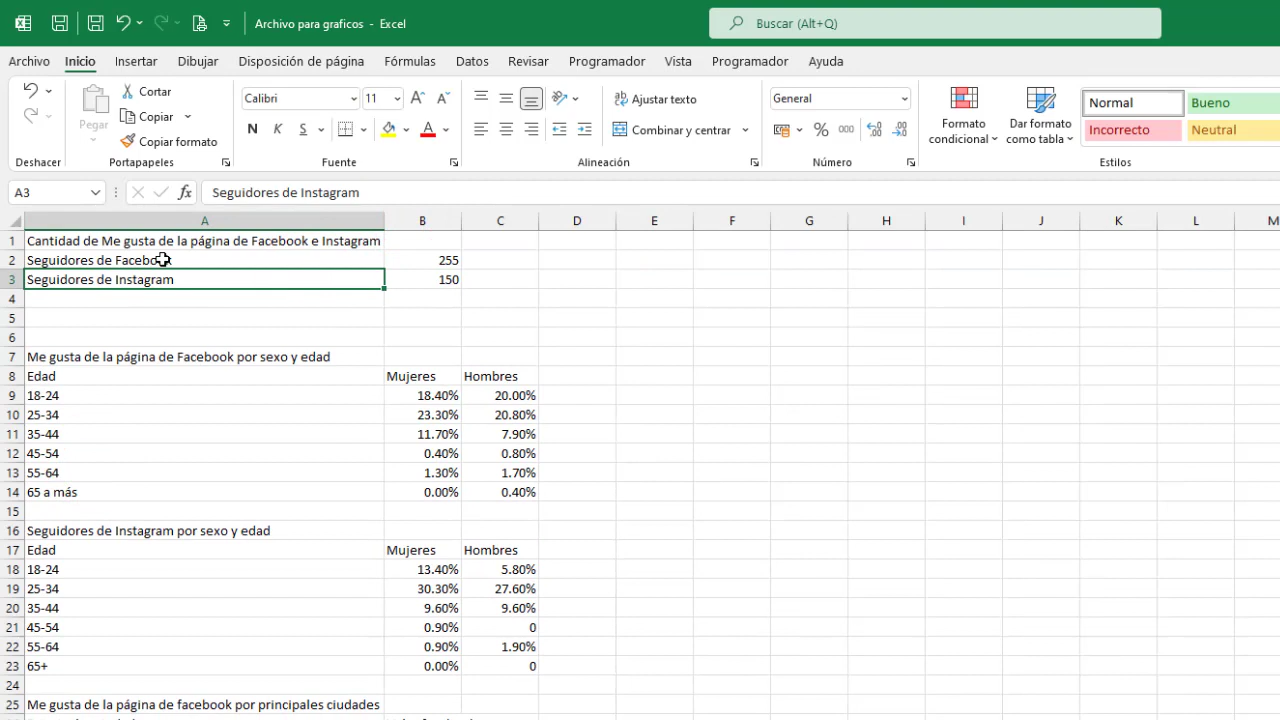 Archivo para graficos - Excel
Buscar (Alt+Q)
Archivo Inicio Insertar Dibujar Disposición de página Fórmulas Datos Revisar Programador Vista Programador Ayuda
Pegar
Cortar
Copiar
Copiar formato
Calibri 11
N K S
Ajustar texto
Combinar y centrar
General
% 000
Formato condicional
Dar formato como tabla
Normal Bueno
Incorrecto Neutral
Deshacer Portapapeles Fuente Alineación Número Estilos
A3 fx Seguidores de Instagram
A B C D E F G H I J K L M
1 Cantidad de Me gusta de la página de Facebook e Instagram
2 Seguidores de Facebook 255
3 Seguidores de Instagram 150
4
5
6
7 Me gusta de la página de Facebook por sexo y edad
8 Edad Mujeres Hombres
9 18-24 18.40% 20.00%
10 25-34 23.30% 20.80%
11 35-44 11.70% 7.90%
12 45-54 0.40% 0.80%
13 55-64 1.30% 1.70%
14 65 a más 0.00% 0.40%
15
16 Seguidores de Instagram por sexo y edad
17 Edad Mujeres Hombres
18 18-24 13.40% 5.80%
19 25-34 30.30% 27.60%
20 35-44 9.60% 9.60%
21 45-54 0.90% 0
22 55-64 0.90% 1.90%
23 65+ 0.00% 0
24
25 Me gusta de la página de facebook por principales ciudades